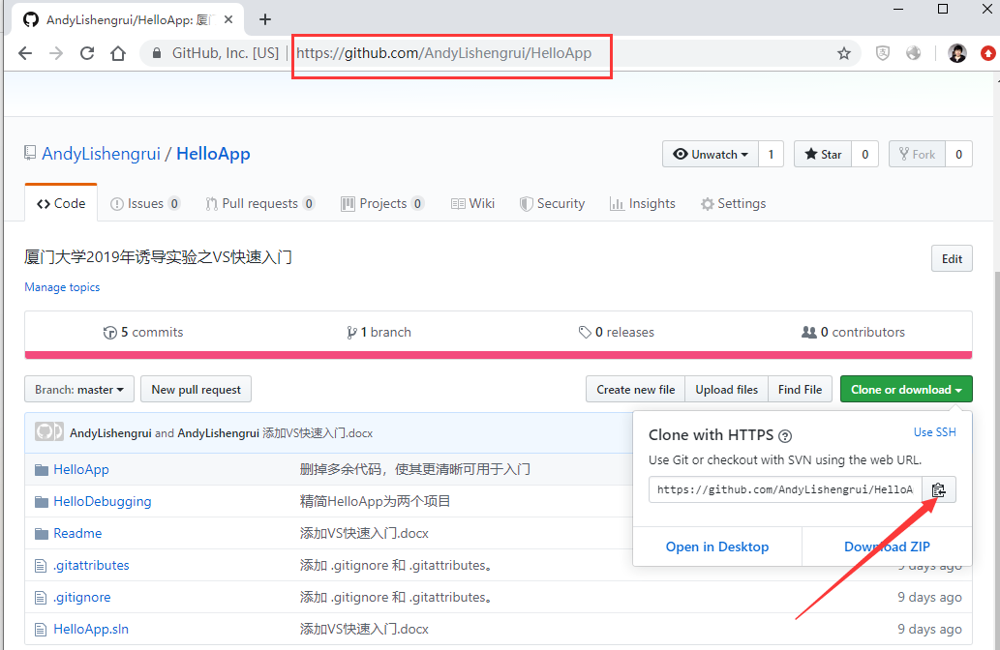 AndyLishengrui/HelloApp: 厦门
GitHub, Inc. [US] https://github.com/AndyLishengrui/HelloApp
AndyLishengrui / HelloApp
Unwatch 1 Star 0 Fork 0
Code Issues 0 Pull requests 0 Projects 0 Wiki Security Insights Settings
厦门大学2019年诱导实验之VS快速入门
Edit
Manage topics
5 commits 1 branch 0 releases 0 contributors
Branch: master New pull request Create new file Upload files Find File Clone or download
AndyLishengrui and AndyLishengrui 添加VS快速入门.docx
Clone with HTTPS ? Use SSH
Use Git or checkout with SVN using the web URL.
https://github.com/AndyLishengrui/HelloA
Open in Desktop Download ZIP
HelloApp 删掉多余代码，使其更清晰可用于入门
HelloDebugging 精简HelloApp为两个项目
Readme 添加VS快速入门.docx
.gitattributes 添加 .gitignore 和 .gitattributes。 9 days ago
.gitignore 添加 .gitignore 和 .gitattributes。 9 days ago
HelloApp.sln 添加VS快速入门.docx 9 days ago